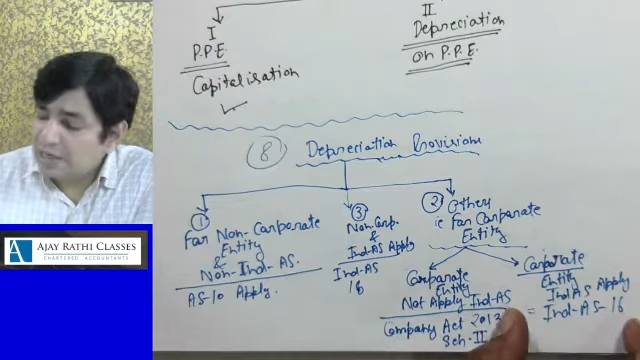 I
P.P.E.
Capitalisation
II
Depreciation
on P.P.E.
8 Depreciation Provisions
1
For Non-Corporate
Entity
&
Non-Ind-AS.
AS-10 Apply.
3
Non-Corp.
&
Ind-AS Apply
Ind-AS
16
2 Other
ie For Corporate
Entity
Corporate
Entity
Not Apply Ind-AS
Company Act 2013
Sch. II
Corporate
Entity
Ind AS Apply
= Ind-AS-16
AJAY RATHI CLASSES
CHARTERED ACCOUNTANTS